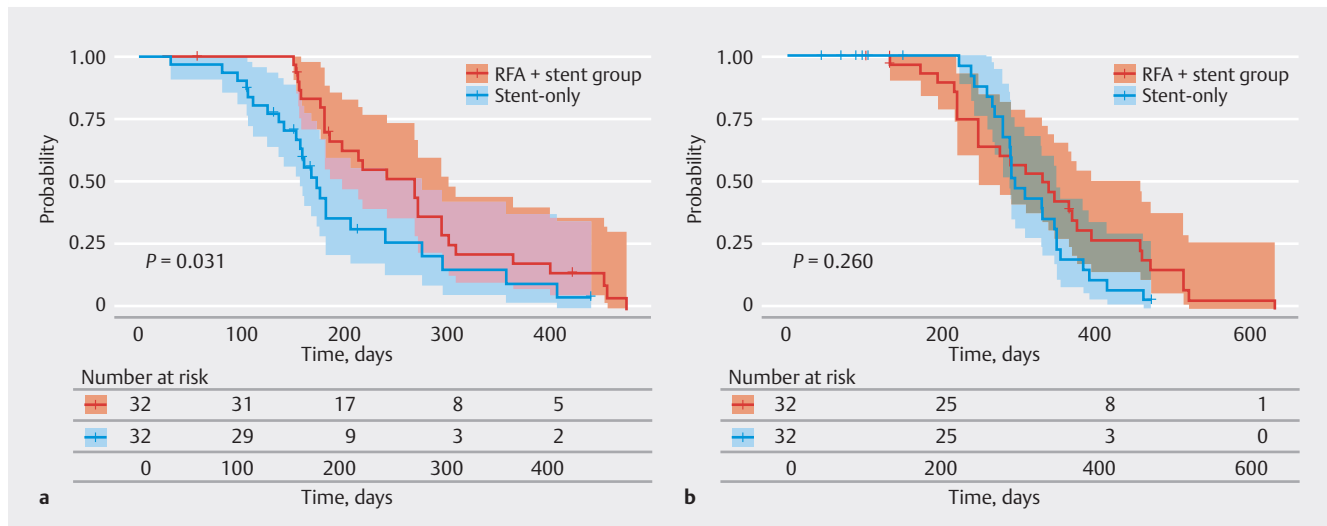 1.00
0.75
0.50
0.25
0
Probability
RFA + stent group
Stent-only
P = 0.031
0 100 200 300 400
Time, days
Number at risk
32 31 17 8 5
32 29 9 3 2
0 100 200 300 400
Time, days
a
1.00
0.75
0.50
0.25
0
Probability
RFA + stent group
Stent-only
P = 0.260
0 200 400 600
Time, days
Number at risk
32 25 8 1
32 25 3 0
0 200 400 600
Time, days
b